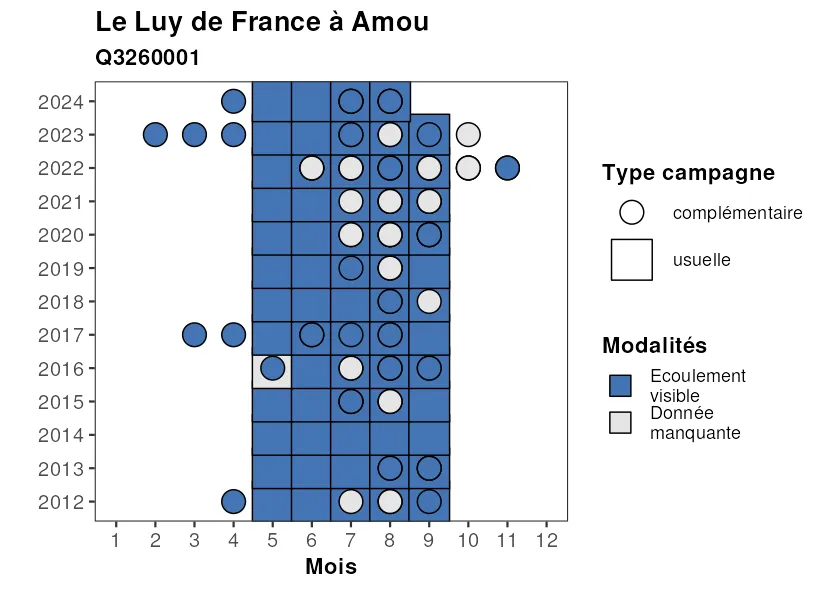 Le Luy de France à Amou
Q3260001
2024
2023
2022
2021
2020
2019
2018
2017
2016
2015
2014
2013
2012
1 2 3 4 5 6 7 8 9 10 11 12
Mois
Type campagne
complémentaire
usuelle
Modalités
Ecoulement
visible
Donnée
manquante